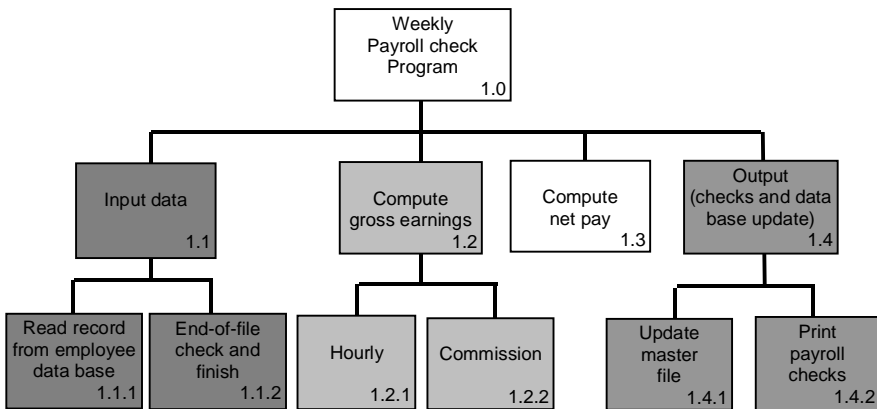 Weekly
Payroll check
Program
1.0
Input data
1.1
Compute
gross earnings
1.2
Compute
net pay
1.3
Output
(checks and data
base update)
1.4
Read record
from employee
data base
1.1.1
End-of-file
check and
finish
1.1.2
Hourly
1.2.1
Commission
1.2.2
Update
master
file
1.4.1
Print
payroll
checks
1.4.2